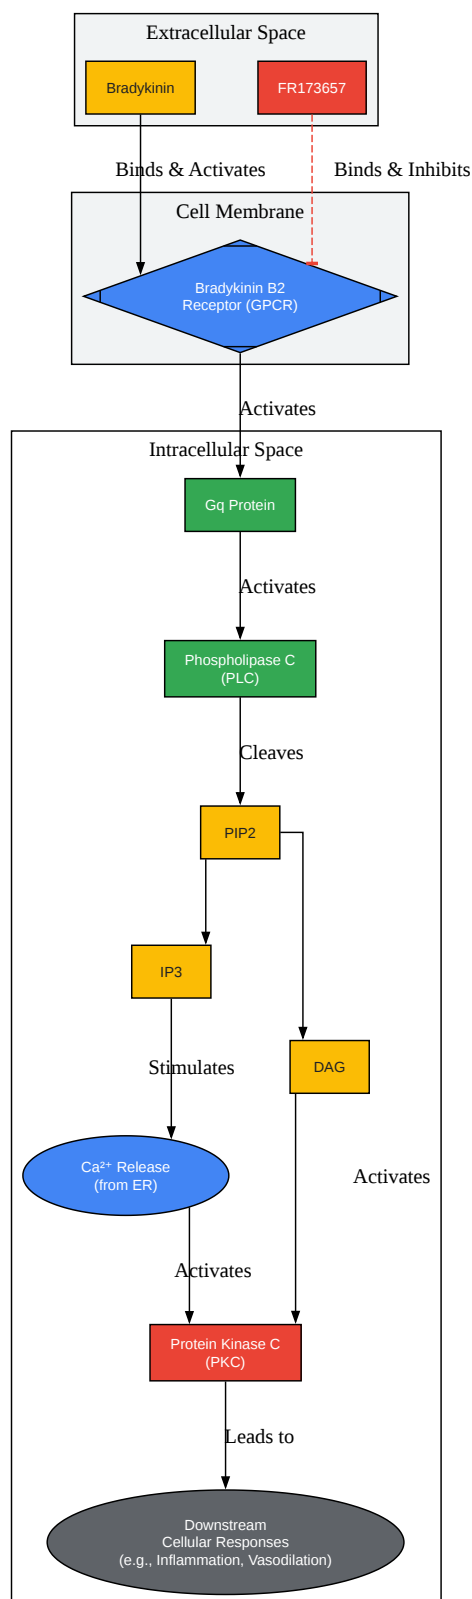 Extracellular Space
Bradykinin
FR173657
Binds & Activates
Binds & Inhibits
Cell Membrane
Bradykinin B2
Receptor (GPCR)
Activates
Intracellular Space
Gq Protein
Activates
Phospholipase C
(PLC)
Cleaves
PIP2
IP3
Stimulates
DAG
Ca²⁺ Release
(from ER)
Activates
Activates
Protein Kinase C
(PKC)
Leads to
Downstream
Cellular Responses
(e.g., Inflammation, Vasodilation)